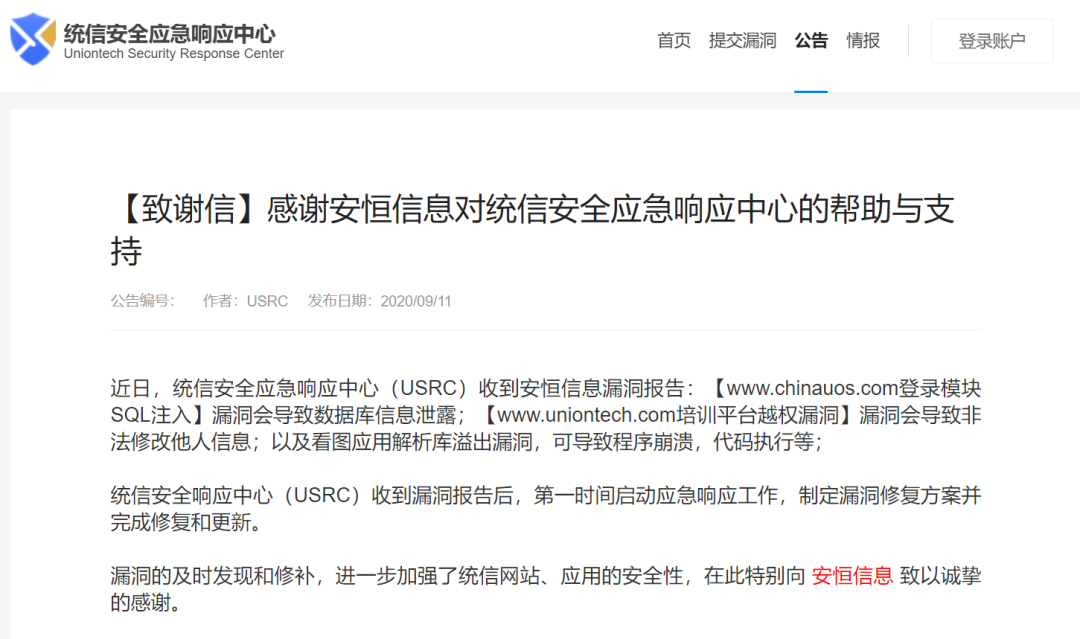 统信安全应急响应中心
Uniontech Security Response Center
首页 提交漏洞 公告 情报 登录账户
【致谢信】感谢安恒信息对统信安全应急响应中心的帮助与支
持
公告编号： 作者：USRC 发布日期：2020/09/11
近日，统信安全应急响应中心（USRC）收到安恒信息漏洞报告：【www.chinauos.com登录模块
SQL注入】漏洞会导致数据库信息泄露；【www.uniontech.com培训平台越权漏洞】漏洞会导致非
法修改他人信息；以及看图应用解析库溢出漏洞，可导致程序崩溃，代码执行等；
统信安全响应中心（USRC）收到漏洞报告后，第一时间启动应急响应工作，制定漏洞修复方案并
完成修复和更新。
漏洞的及时发现和修补，进一步加强了统信网站、应用的安全性，在此特别向 安恒信息 致以诚挚
的感谢。